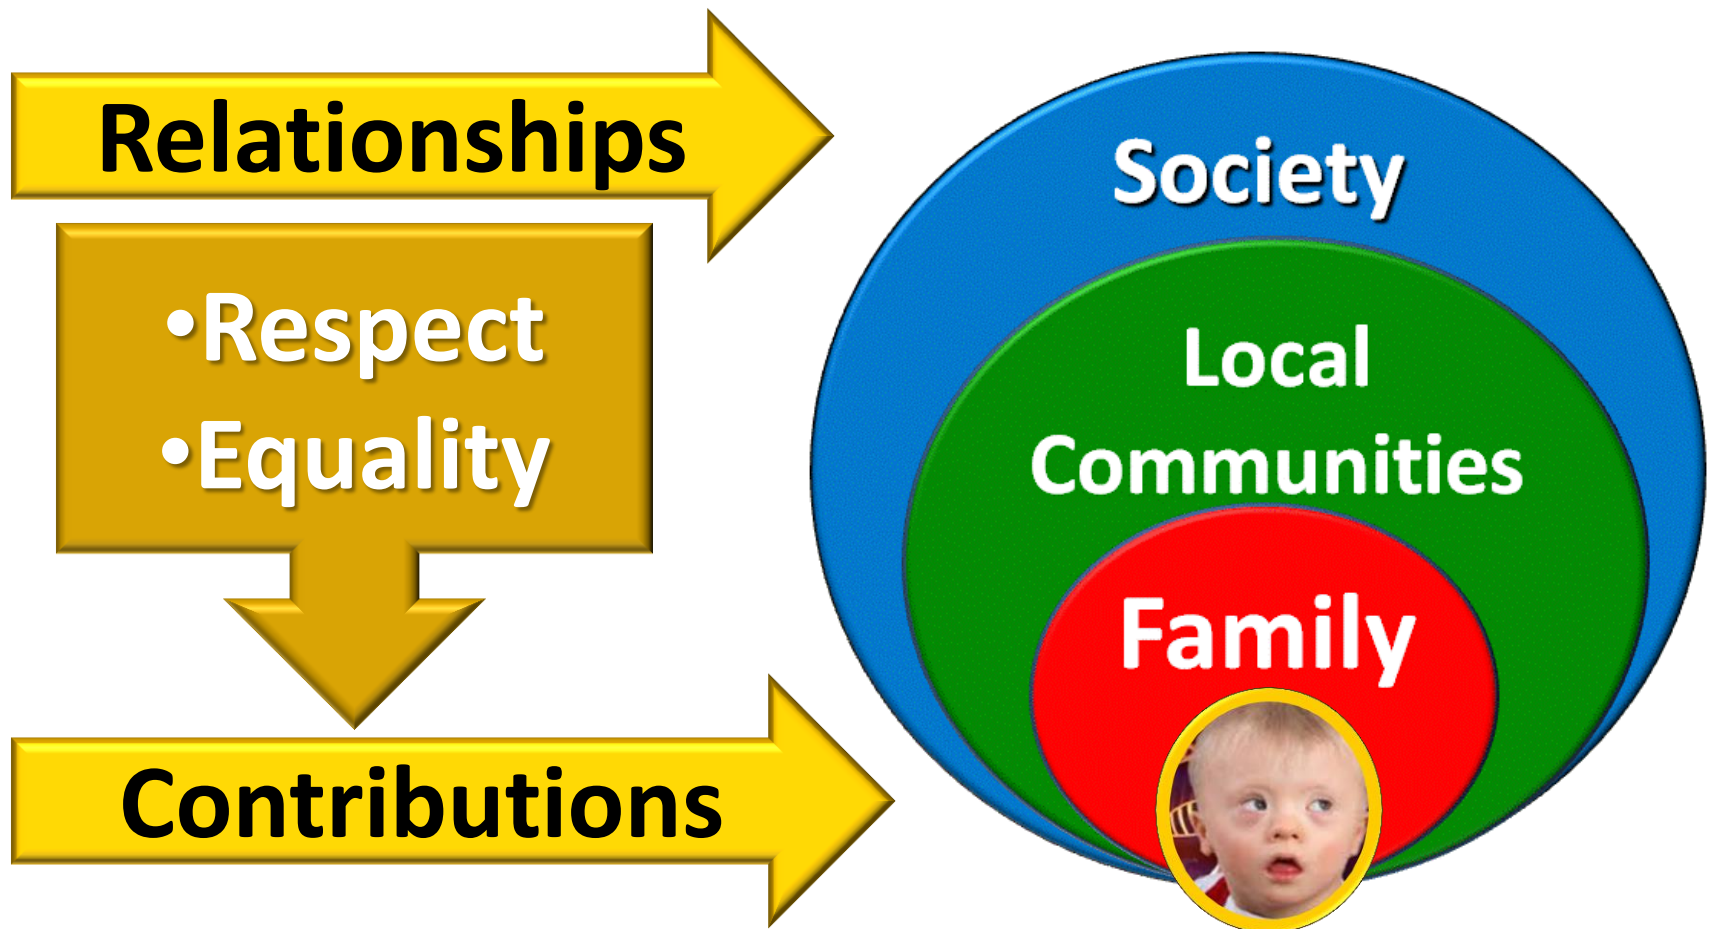 Relationships
•Respect
•Equality
Contributions
Society
Local
Communities
Family